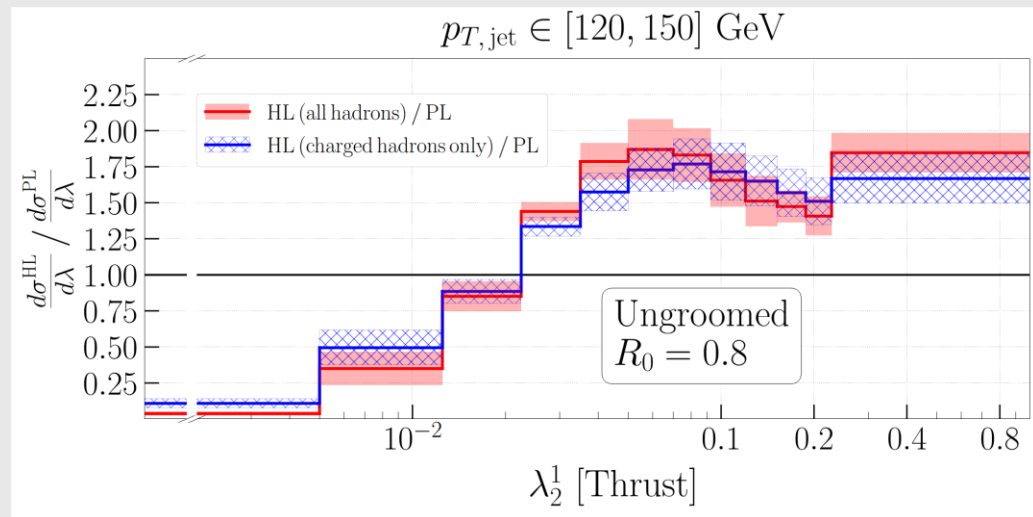 p_{T,jet} ∈ [120, 150] GeV
dσ^{HL}/dλ / dσ^{PL}/dλ
2.25
2.00
1.75
1.50
1.25
1.00
0.75
0.50
0.25
HL (all hadrons) / PL
HL (charged hadrons only) / PL
Ungroomed
R_0 = 0.8
10^{-2}
0.1
0.2
0.4
0.8
λ^1_2 [Thrust]